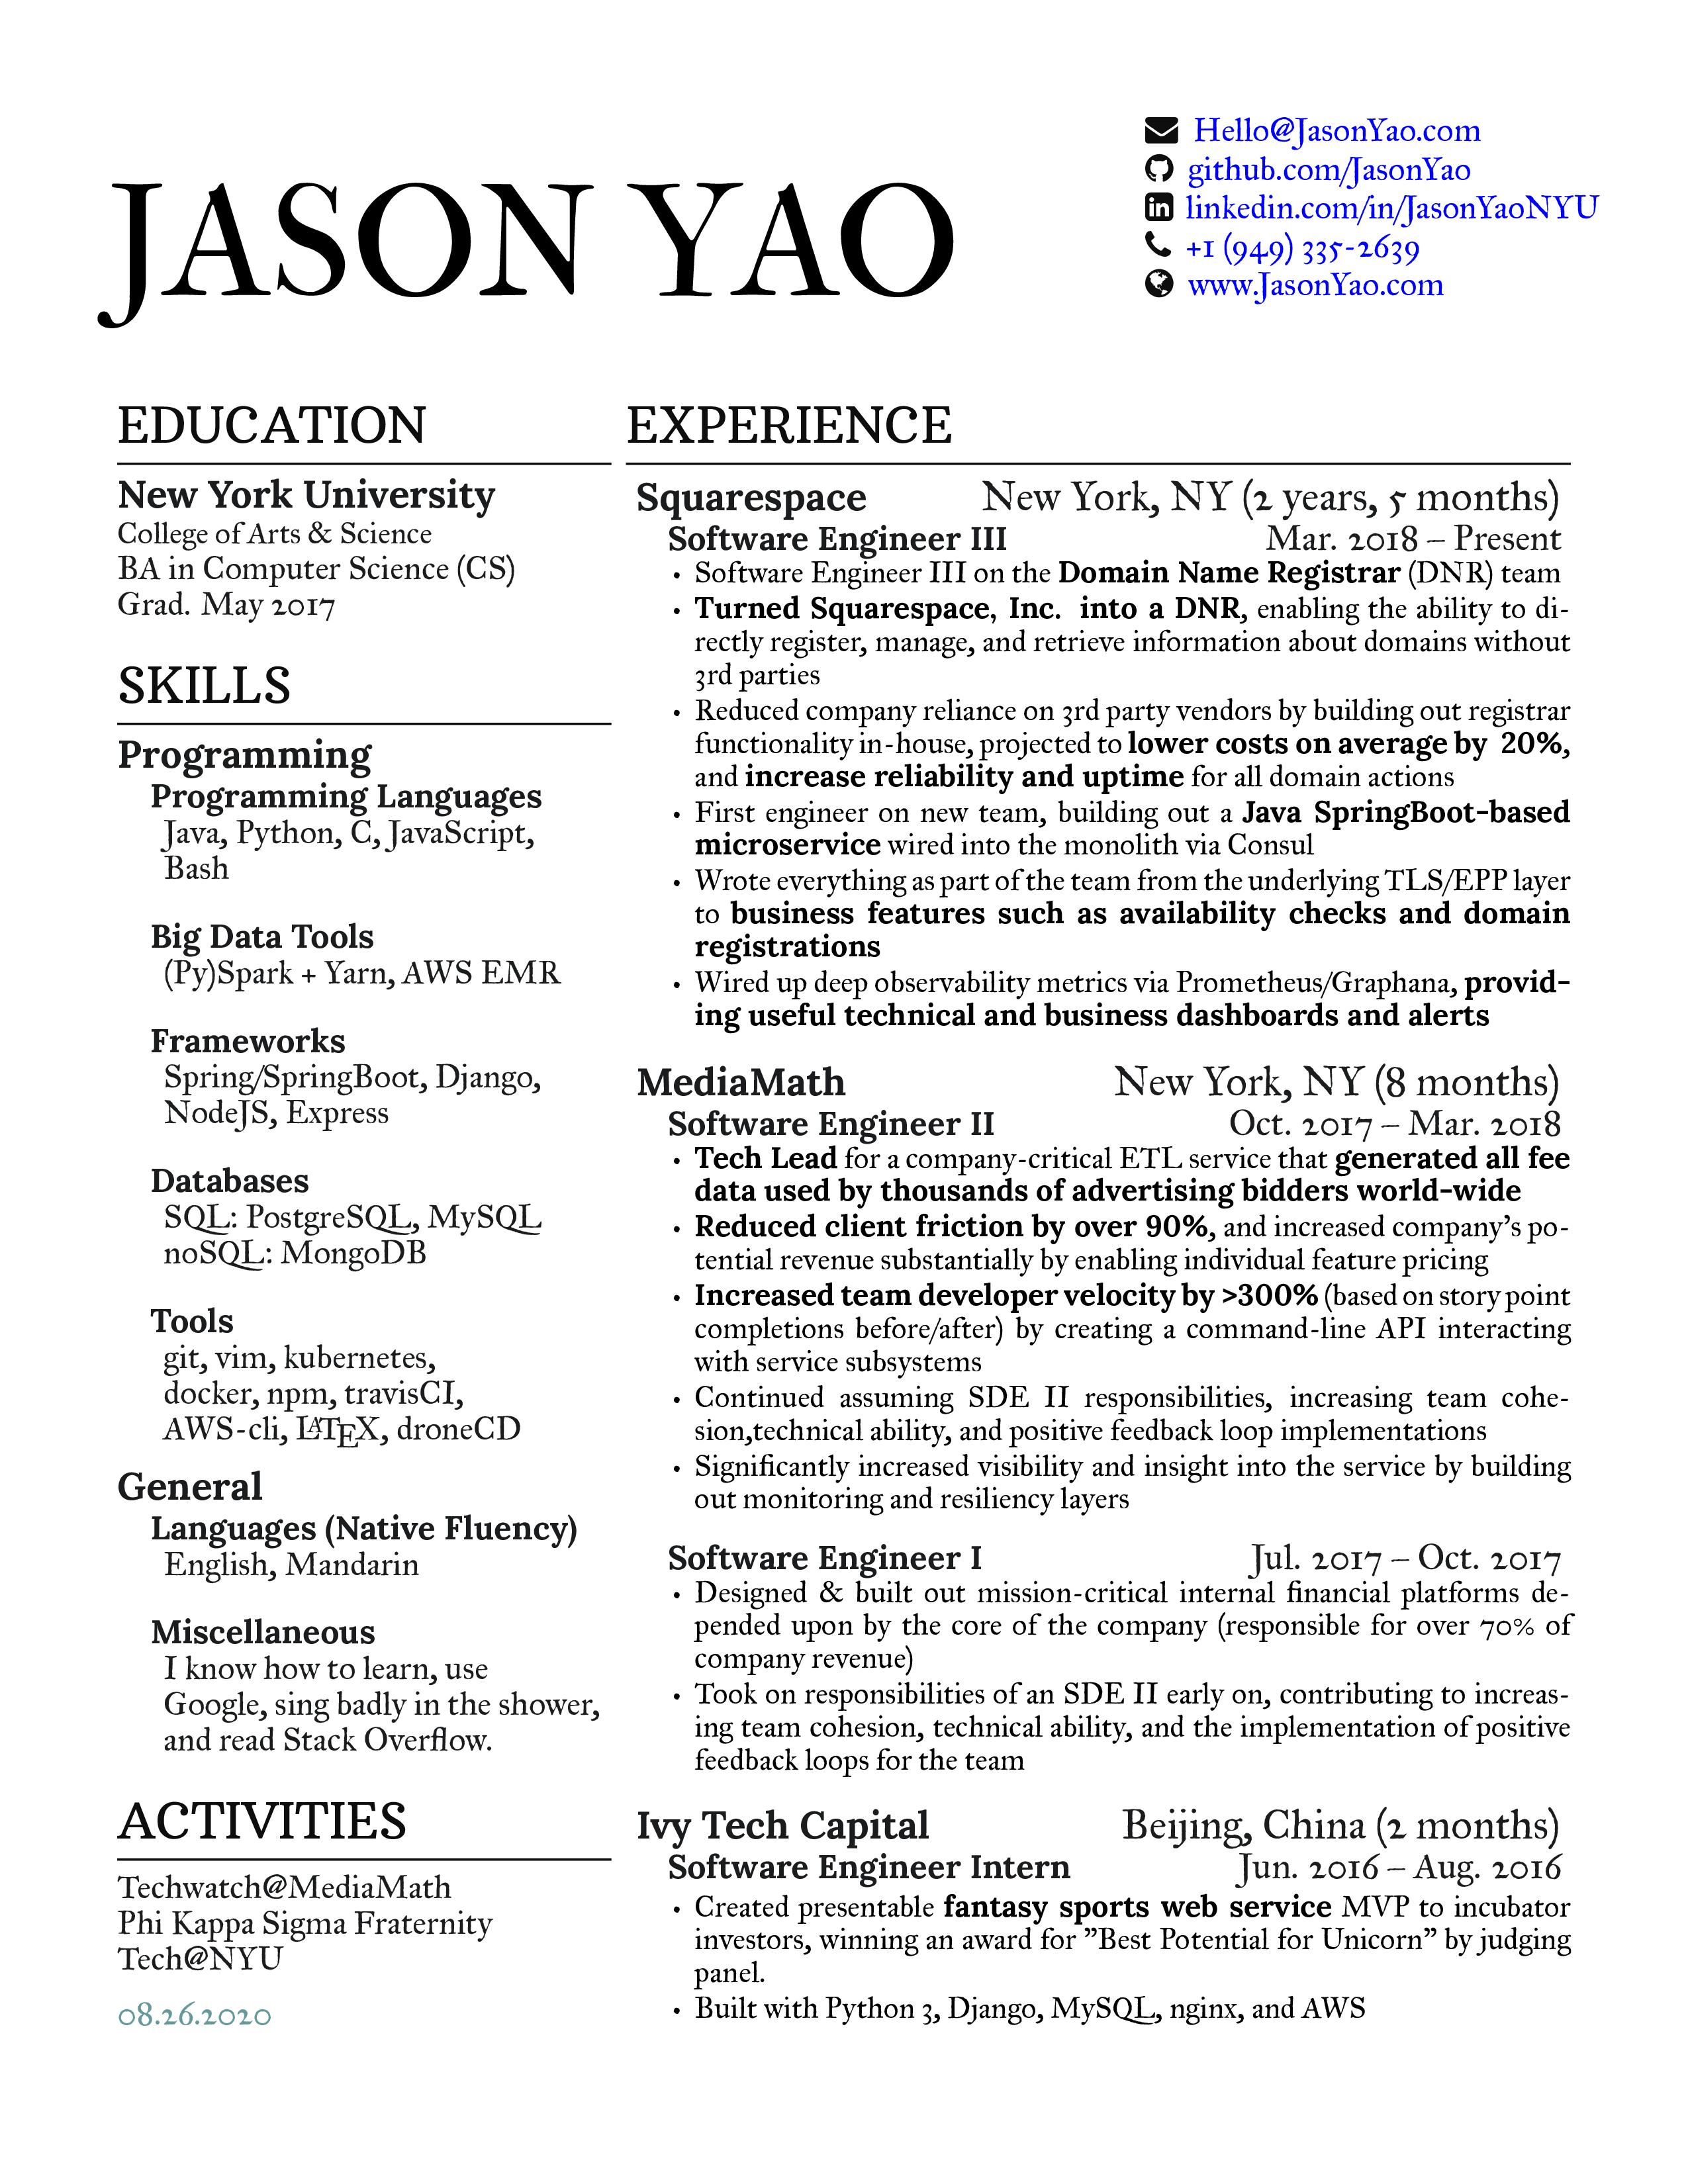 JASON YAO
Hello@JasonYao.com
github.com/JasonYao
linkedin.com/in/JasonYaoNYU
+1 (949) 335-2639
www.JasonYao.com
EDUCATION
New York University
College of Arts & Science
BA in Computer Science (CS)
Grad. May 2017
SKILLS
Programming
Programming Languages
Java, Python, C, JavaScript,
Bash
Big Data Tools
(Py)Spark + Yarn, AWS EMR
Frameworks
Spring/SpringBoot, Django,
NodeJS, Express
Databases
SQL: PostgreSQL, MySQL
noSQL: MongoDB
Tools
git, vim, kubernetes,
docker, npm, travisCI,
AWS-cli, LATEX, droneCD
General
Languages (Native Fluency)
English, Mandarin
Miscellaneous
I know how to learn, use
Google, sing badly in the shower,
and read Stack Overflow.
ACTIVITIES
Techwatch@MediaMath
Phi Kappa Sigma Fraternity
Tech@NYU
08.26.2020
EXPERIENCE
Squarespace New York, NY (2 years, 5 months)
Software Engineer III Mar. 2018 – Present
• Software Engineer III on the Domain Name Registrar (DNR) team
• Turned Squarespace, Inc. into a DNR, enabling the ability to di-
rectly register, manage, and retrieve information about domains without
3rd parties
• Reduced company reliance on 3rd party vendors by building out registrar
functionality in-house, projected to lower costs on average by 20%,
and increase reliability and uptime for all domain actions
• First engineer on new team, building out a Java SpringBoot-based
microservice wired into the monolith via Consul
• Wrote everything as part of the team from the underlying TLS/EPP layer
to business features such as availability checks and domain
registrations
• Wired up deep observability metrics via Prometheus/Graphana, provid-
ing useful technical and business dashboards and alerts
MediaMath New York, NY (8 months)
Software Engineer II Oct. 2017 – Mar. 2018
• Tech Lead for a company-critical ETL service that generated all fee
data used by thousands of advertising bidders world-wide
• Reduced client friction by over 90%, and increased company's po-
tential revenue substantially by enabling individual feature pricing
• Increased team developer velocity by >300% (based on story point
completions before/after) by creating a command-line API interacting
with service subsystems
• Continued assuming SDE II responsibilities, increasing team cohe-
sion,technical ability, and positive feedback loop implementations
• Significantly increased visibility and insight into the service by building
out monitoring and resiliency layers
Software Engineer I Jul. 2017 – Oct. 2017
• Designed & built out mission-critical internal financial platforms de-
pended upon by the core of the company (responsible for over 70% of
company revenue)
• Took on responsibilities of an SDE II early on, contributing to increas-
ing team cohesion, technical ability, and the implementation of positive
feedback loops for the team
Ivy Tech Capital Beijing, China (2 months)
Software Engineer Intern Jun. 2016 – Aug. 2016
• Created presentable fantasy sports web service MVP to incubator
investors, winning an award for ”Best Potential for Unicorn” by judging
panel.
• Built with Python 3, Django, MySQL, nginx, and AWS